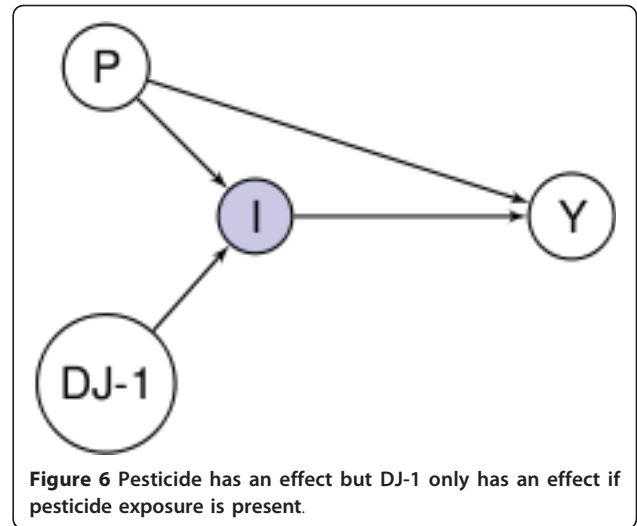 P
I
Y
DJ-1
Figure 6 Pesticide has an effect but DJ-1 only has an effect if
pesticide exposure is present.